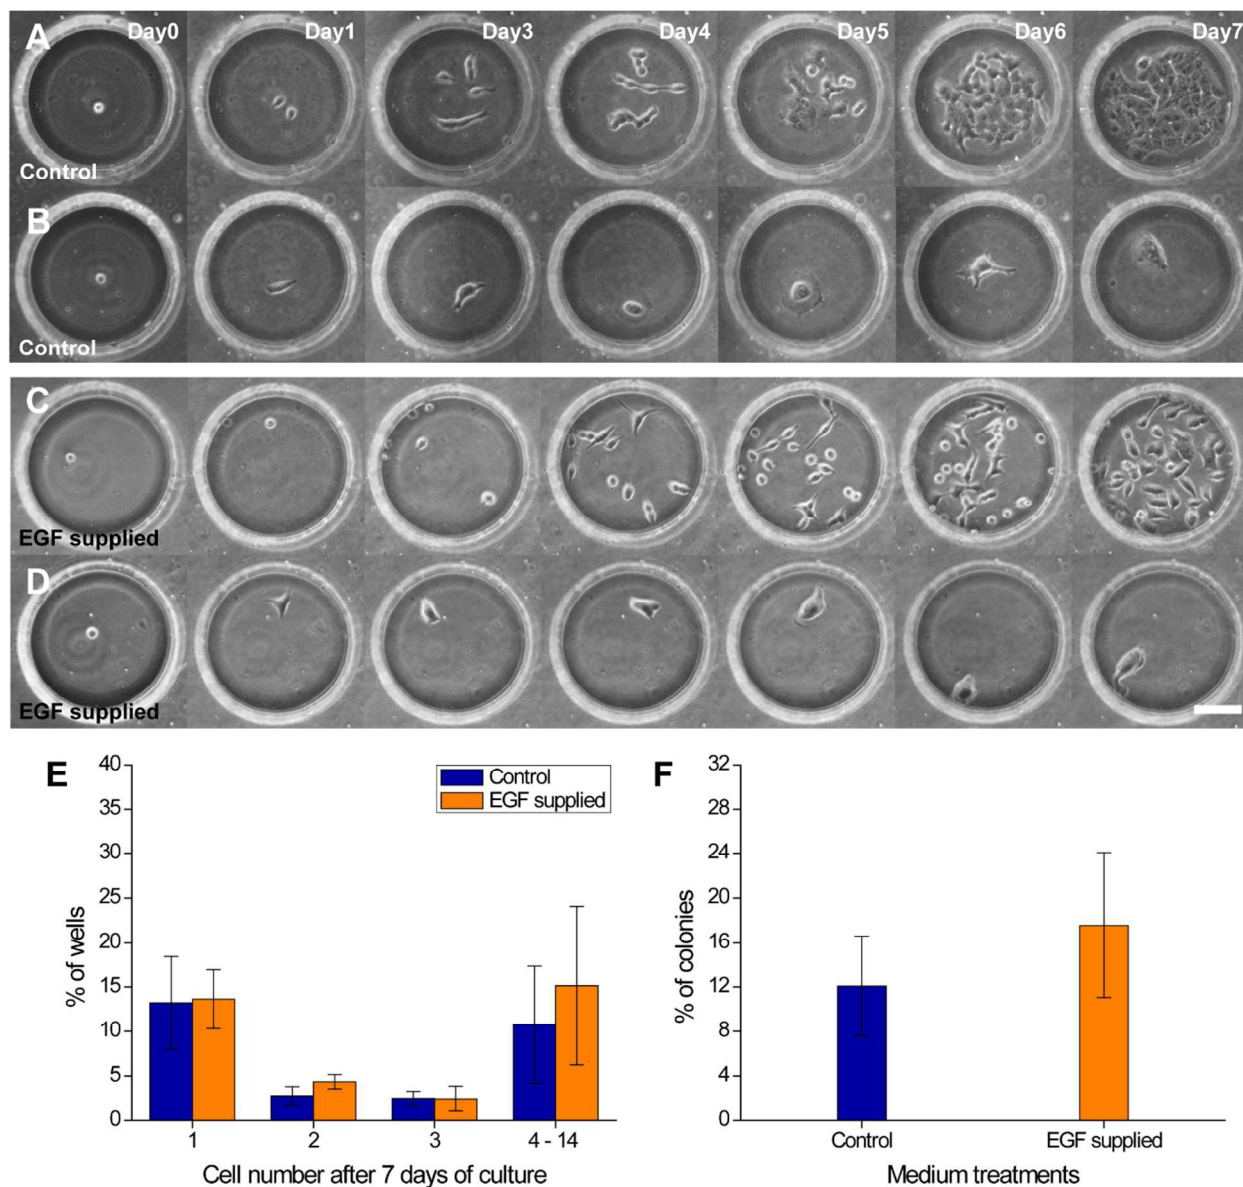 A Day0 Day1 Day3 Day4 Day5 Day6 Day7
Control
B
Control
C
EGF supplied
D
EGF supplied
E
40
35
30
25
20
15
10
5
0
% of wells
Control
EGF supplied
1 2 3 4 - 14
Cell number after 7 days of culture
F
32
28
24
20
16
12
8
4
0
% of colonies
Control EGF supplied
Medium treatments